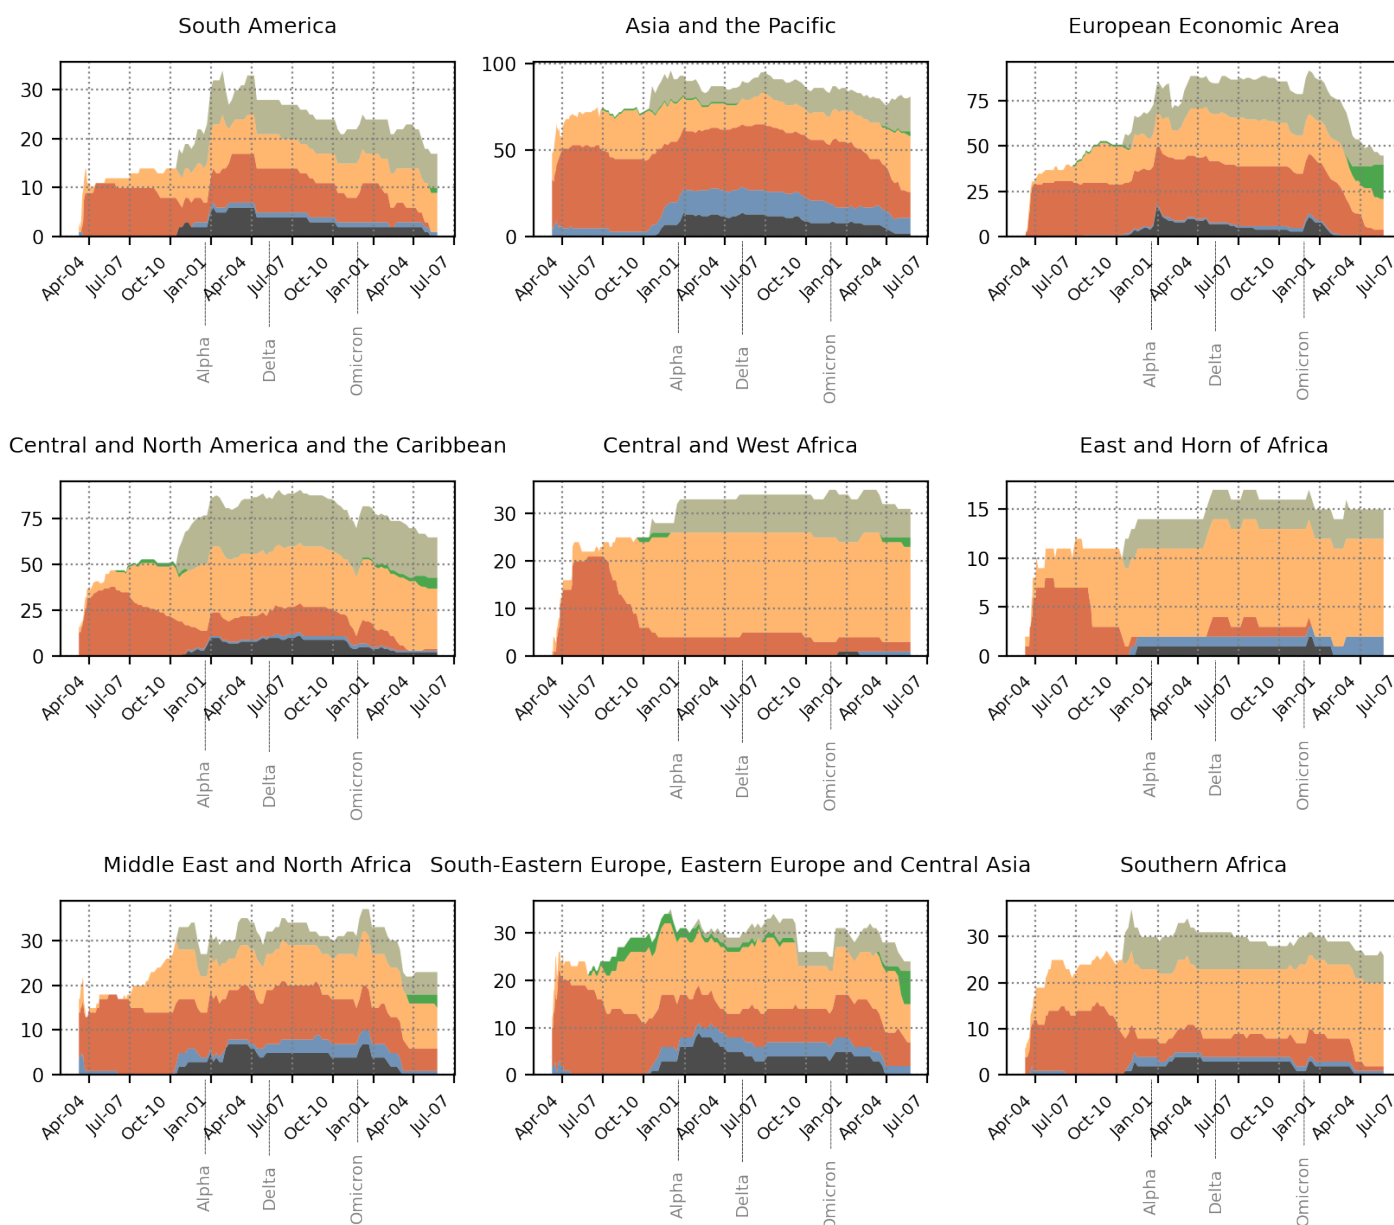 South America
Asia and the Pacific
European Economic Area
30
20
10
0
100
50
0
75
50
25
0
Apr-04 Jul-07 Oct-10 Jan-01 Apr-04 Jul-07 Oct-10 Jan-01 Apr-04 Jul-07
Apr-04 Jul-07 Oct-10 Jan-01 Apr-04 Jul-07 Oct-10 Jan-01 Apr-04 Jul-07
Apr-04 Jul-07 Oct-10 Jan-01 Apr-04 Jul-07 Oct-10 Jan-01 Apr-04 Jul-07
Alpha Delta Omicron
Alpha Delta Omicron
Alpha Delta Omicron
Central and North America and the Caribbean
Central and West Africa
East and Horn of Africa
75
50
25
0
30
20
10
0
15
10
5
0
Apr-04 Jul-07 Oct-10 Jan-01 Apr-04 Jul-07 Oct-10 Jan-01 Apr-04 Jul-07
Apr-04 Jul-07 Oct-10 Jan-01 Apr-04 Jul-07 Oct-10 Jan-01 Apr-04 Jul-07
Apr-04 Jul-07 Oct-10 Jan-01 Apr-04 Jul-07 Oct-10 Jan-01 Apr-04 Jul-07
Alpha Delta Omicron
Alpha Delta Omicron
Alpha Delta Omicron
Middle East and North Africa
South-Eastern Europe, Eastern Europe and Central Asia
Southern Africa
30
20
10
0
30
20
10
0
30
20
10
0
Apr-04 Jul-07 Oct-10 Jan-01 Apr-04 Jul-07 Oct-10 Jan-01 Apr-04 Jul-07
Apr-04 Jul-07 Oct-10 Jan-01 Apr-04 Jul-07 Oct-10 Jan-01 Apr-04 Jul-07
Apr-04 Jul-07 Oct-10 Jan-01 Apr-04 Jul-07 Oct-10 Jan-01 Apr-04 Jul-07
Alpha Delta Omicron
Alpha Delta Omicron
Alpha Delta Omicron